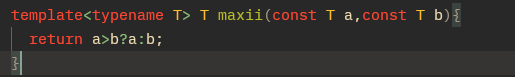 template<typename T> T maxii(const T a,const T b){
  return a>b?a:b;
}